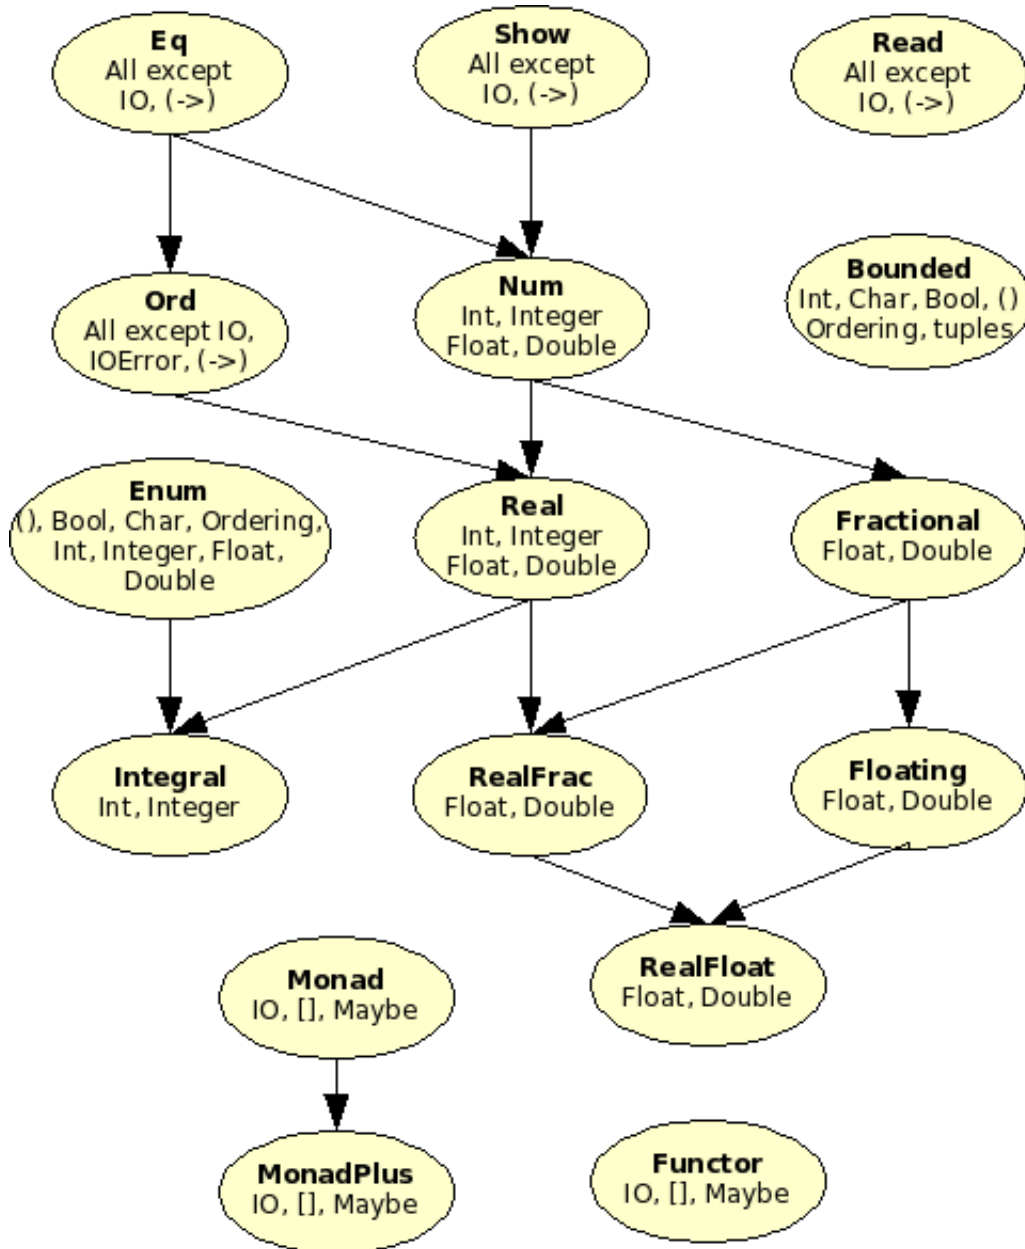 Eq
All except
IO, (->)
Show
All except
IO, (->)
Read
All except
IO, (->)
Ord
All except IO,
IOError, (->)
Num
Int, Integer
Float, Double
Bounded
Int, Char, Bool, ()
Ordering, tuples
Enum
(), Bool, Char, Ordering,
Int, Integer, Float,
Double
Real
Int, Integer
Float, Double
Fractional
Float, Double
Integral
Int, Integer
RealFrac
Float, Double
Floating
Float, Double
Monad
IO, [], Maybe
RealFloat
Float, Double
MonadPlus
IO, [], Maybe
Functor
IO, [], Maybe